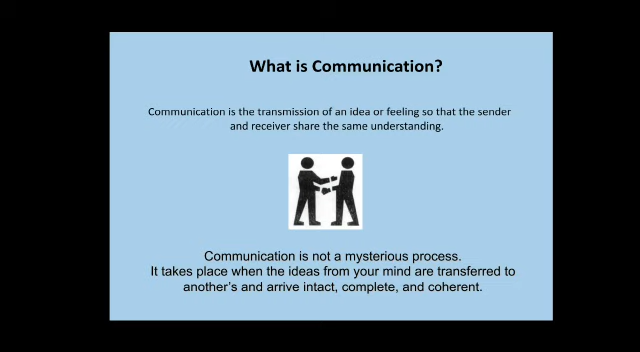 What is Communication?
Communication is the transmission of an idea or feeling so that the sender
and receiver share the same understanding.
Communication is not a mysterious process.
It takes place when the ideas from your mind are transferred to
another's and arrive intact, complete, and coherent.